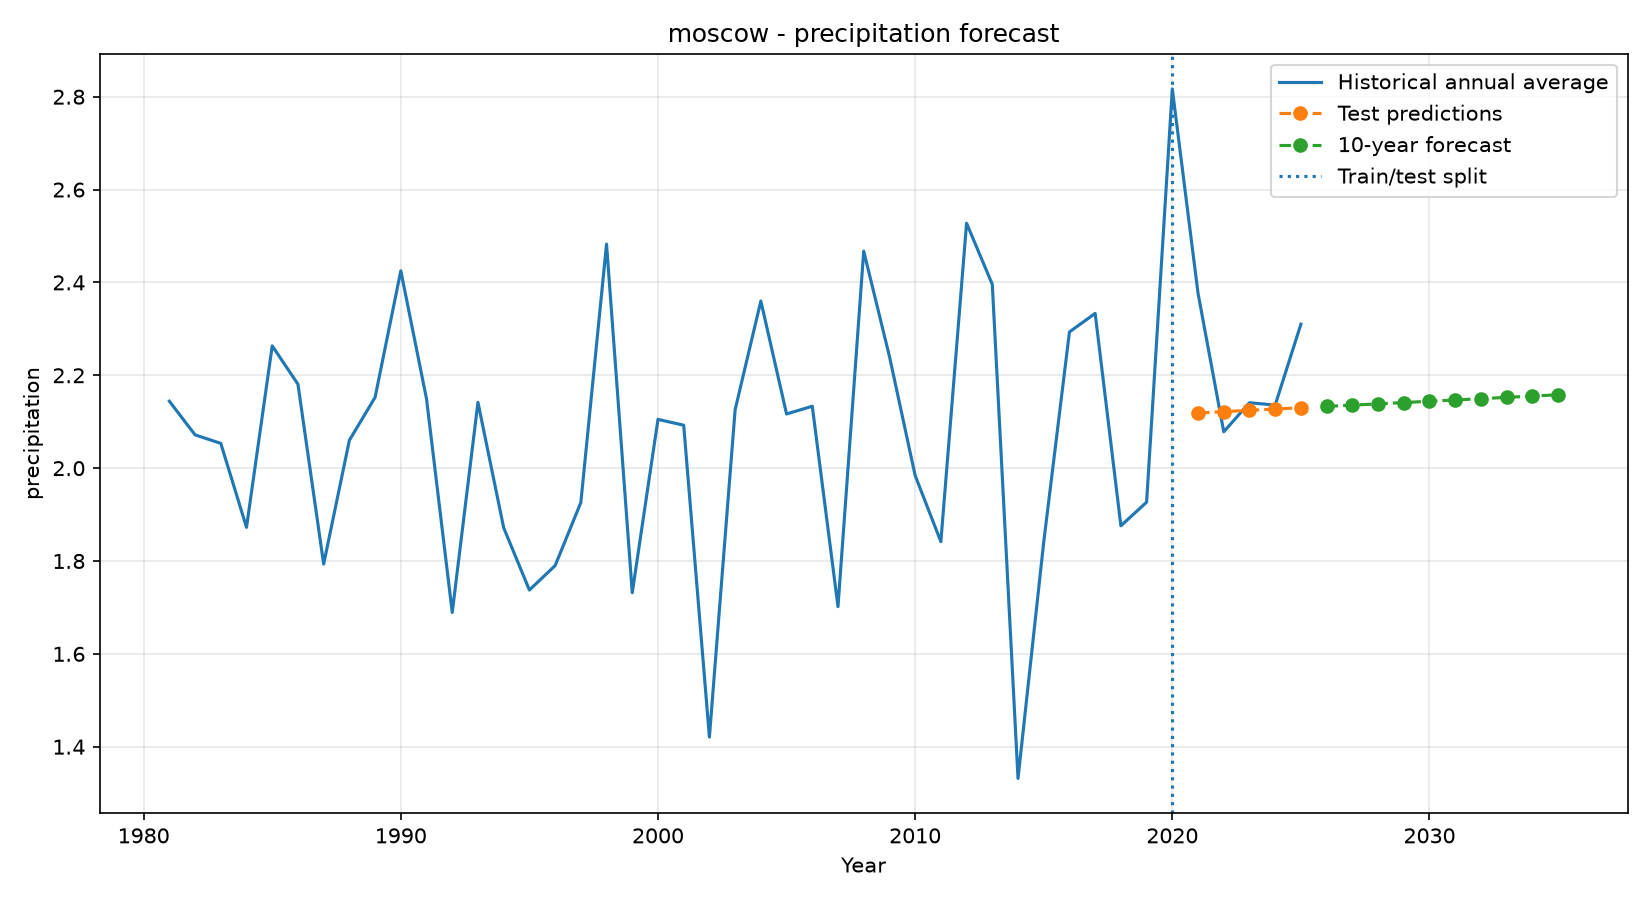 moscow - precipitation forecast
Historical annual average
Test predictions
10-year forecast
Train/test split
precipitation
2.8
2.6
2.4
2.2
2.0
1.8
1.6
1.4
1980 1990 2000 2010 2020 2030
Year